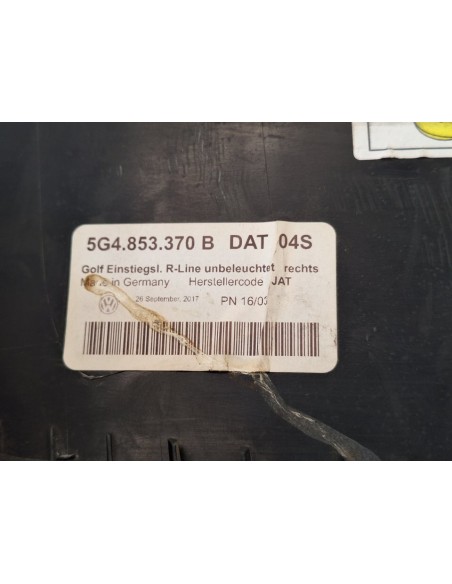 5G4.853.370 B DAT 04S
Golf Einstiegsl. R-Line unbeleuchtet rechts
Made in Germany Herstellercode JAT
26 September, 2017 PN 16/03